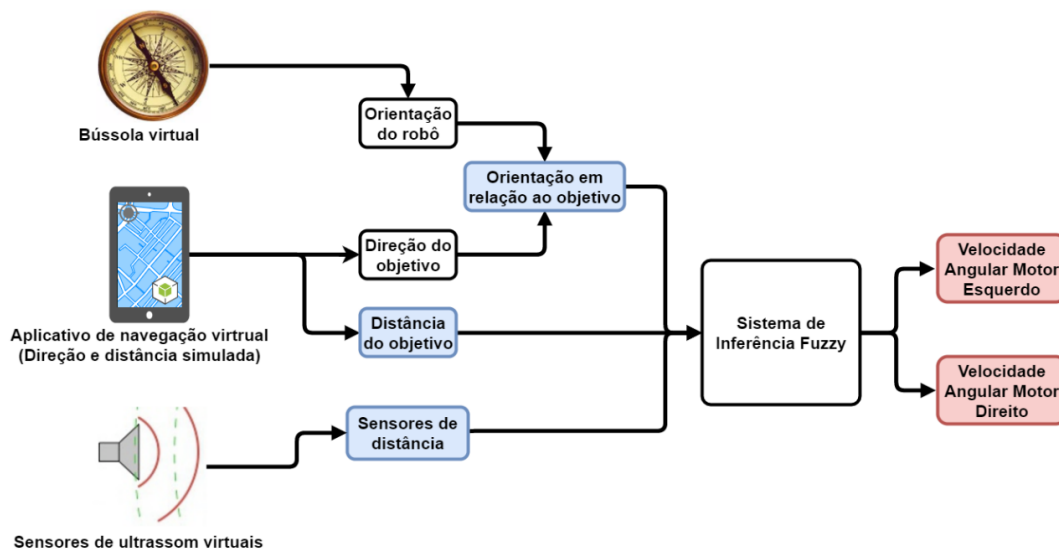 Bússola virtual
Orientação
do robô
Orientação em
relação ao objetivo
Direção do
objetivo
Aplicativo de navegação virtrual
(Direção e distância simulada)
Distância
do objetivo
Sensores de
distância
Sensores de ultrassom virtuais
Sistema de
Inferência Fuzzy
Velocidade
Angular Motor
Esquerdo
Velocidade
Angular Motor
Direito